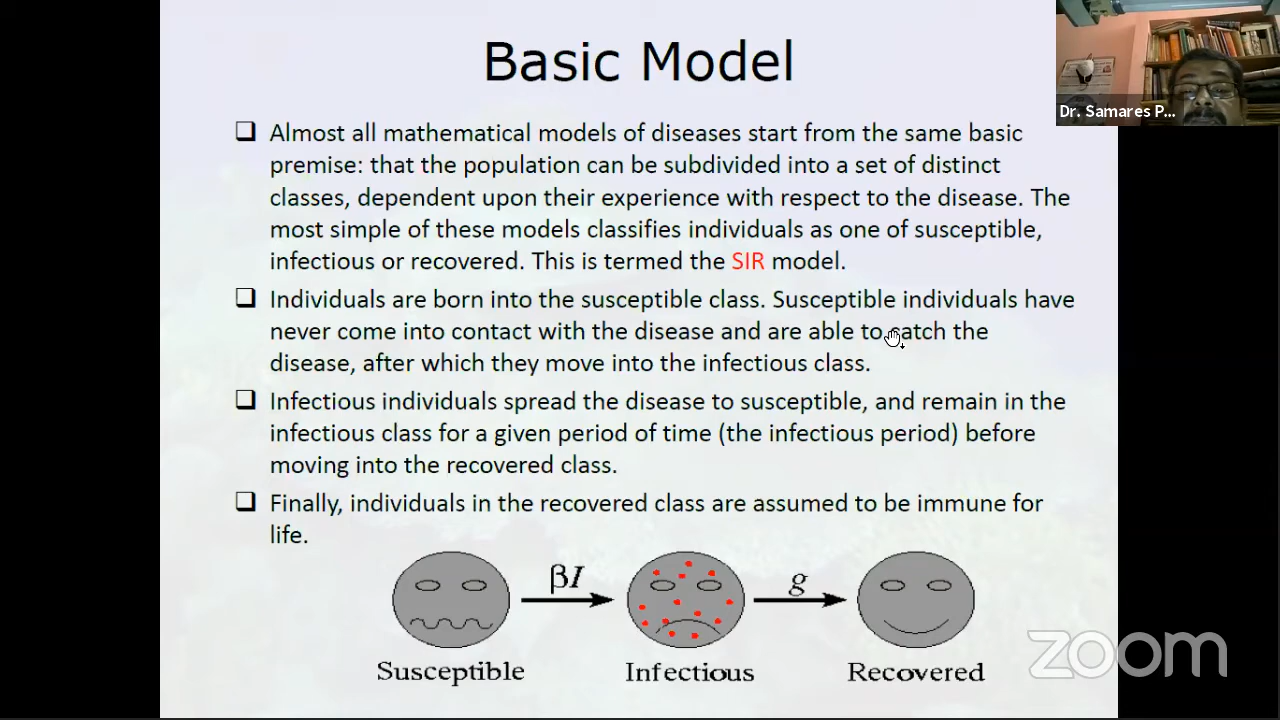 Basic Model
Dr. Samares P...
Almost all mathematical models of diseases start from the same basic
premise: that the population can be subdivided into a set of distinct
classes, dependent upon their experience with respect to the disease. The
most simple of these models classifies individuals as one of susceptible,
infectious or recovered. This is termed the SIR model.
Individuals are born into the susceptible class. Susceptible individuals have
never come into contact with the disease and are able to catch the
disease, after which they move into the infectious class.
Infectious individuals spread the disease to susceptible, and remain in the
infectious class for a given period of time (the infectious period) before
moving into the recovered class.
Finally, individuals in the recovered class are assumed to be immune for
life.
βI
g
Susceptible
Infectious
Recovered
zoom